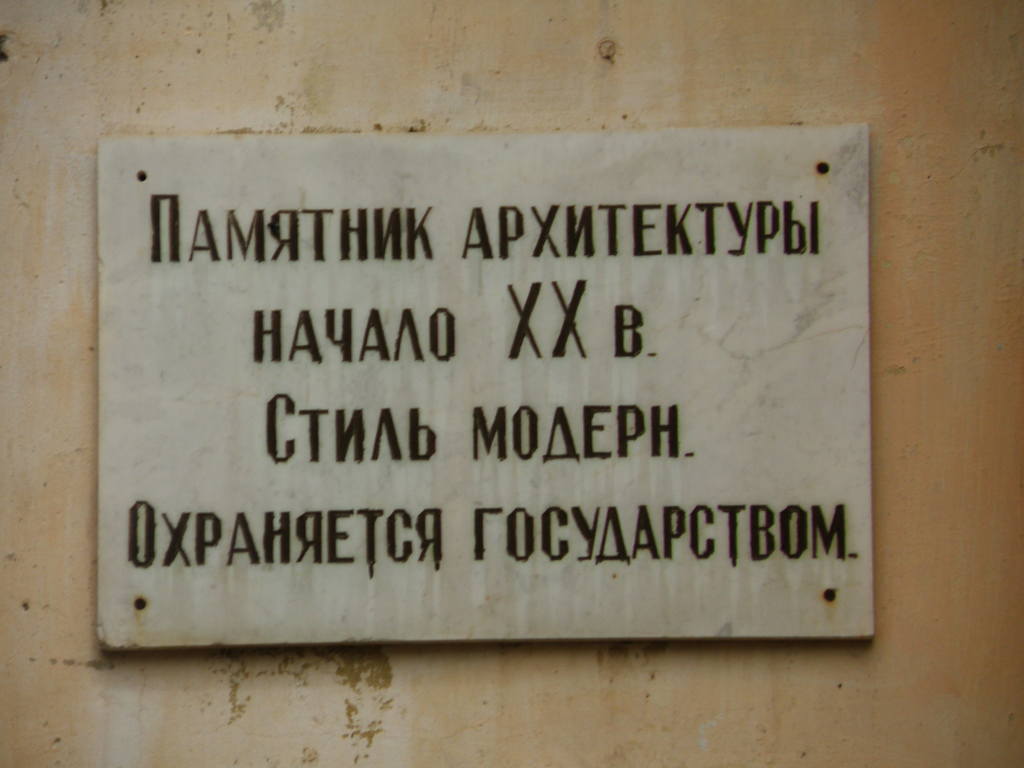 Памятник архитектуры
начало XX в.
Стиль модерн.
Охраняется государством.